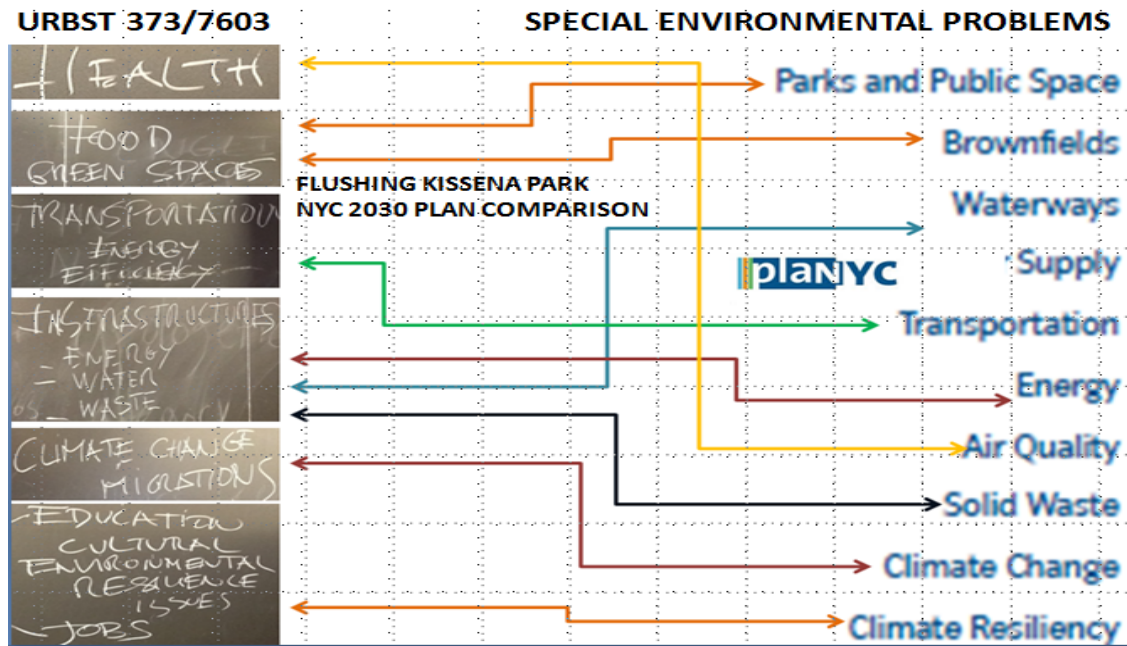 URBST 373/7603
SPECIAL ENVIRONMENTAL PROBLEMS
HEALTH
FOOD
GREEN SPACES
TRANSPORTATION
ENERGY
EFFICIENCY
INSFRASTRUCTURES
ENERGY
= WATER
WASTE
CLIMATE CHANGE
MIGRATIONS
- EDUCATION
CULTURAL
ENVIRONMENTAL
RESILIENCE
ISSUES
JOBS
FLUSHING KISSENA PARK
NYC 2030 PLAN COMPARISON
plaNYC
Parks and Public Space
Brownfields
Waterways
Supply
Transportation
Energy
Air Quality
Solid Waste
Climate Change
Climate Resiliency